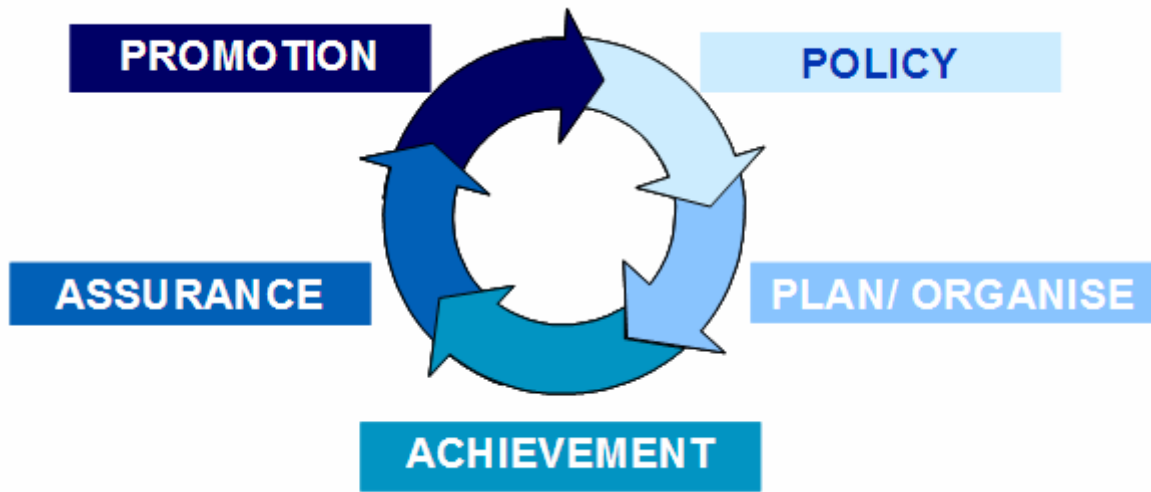 PROMOTION
POLICY
ASSURANCE
PLAN/ ORGANISE
ACHIEVEMENT